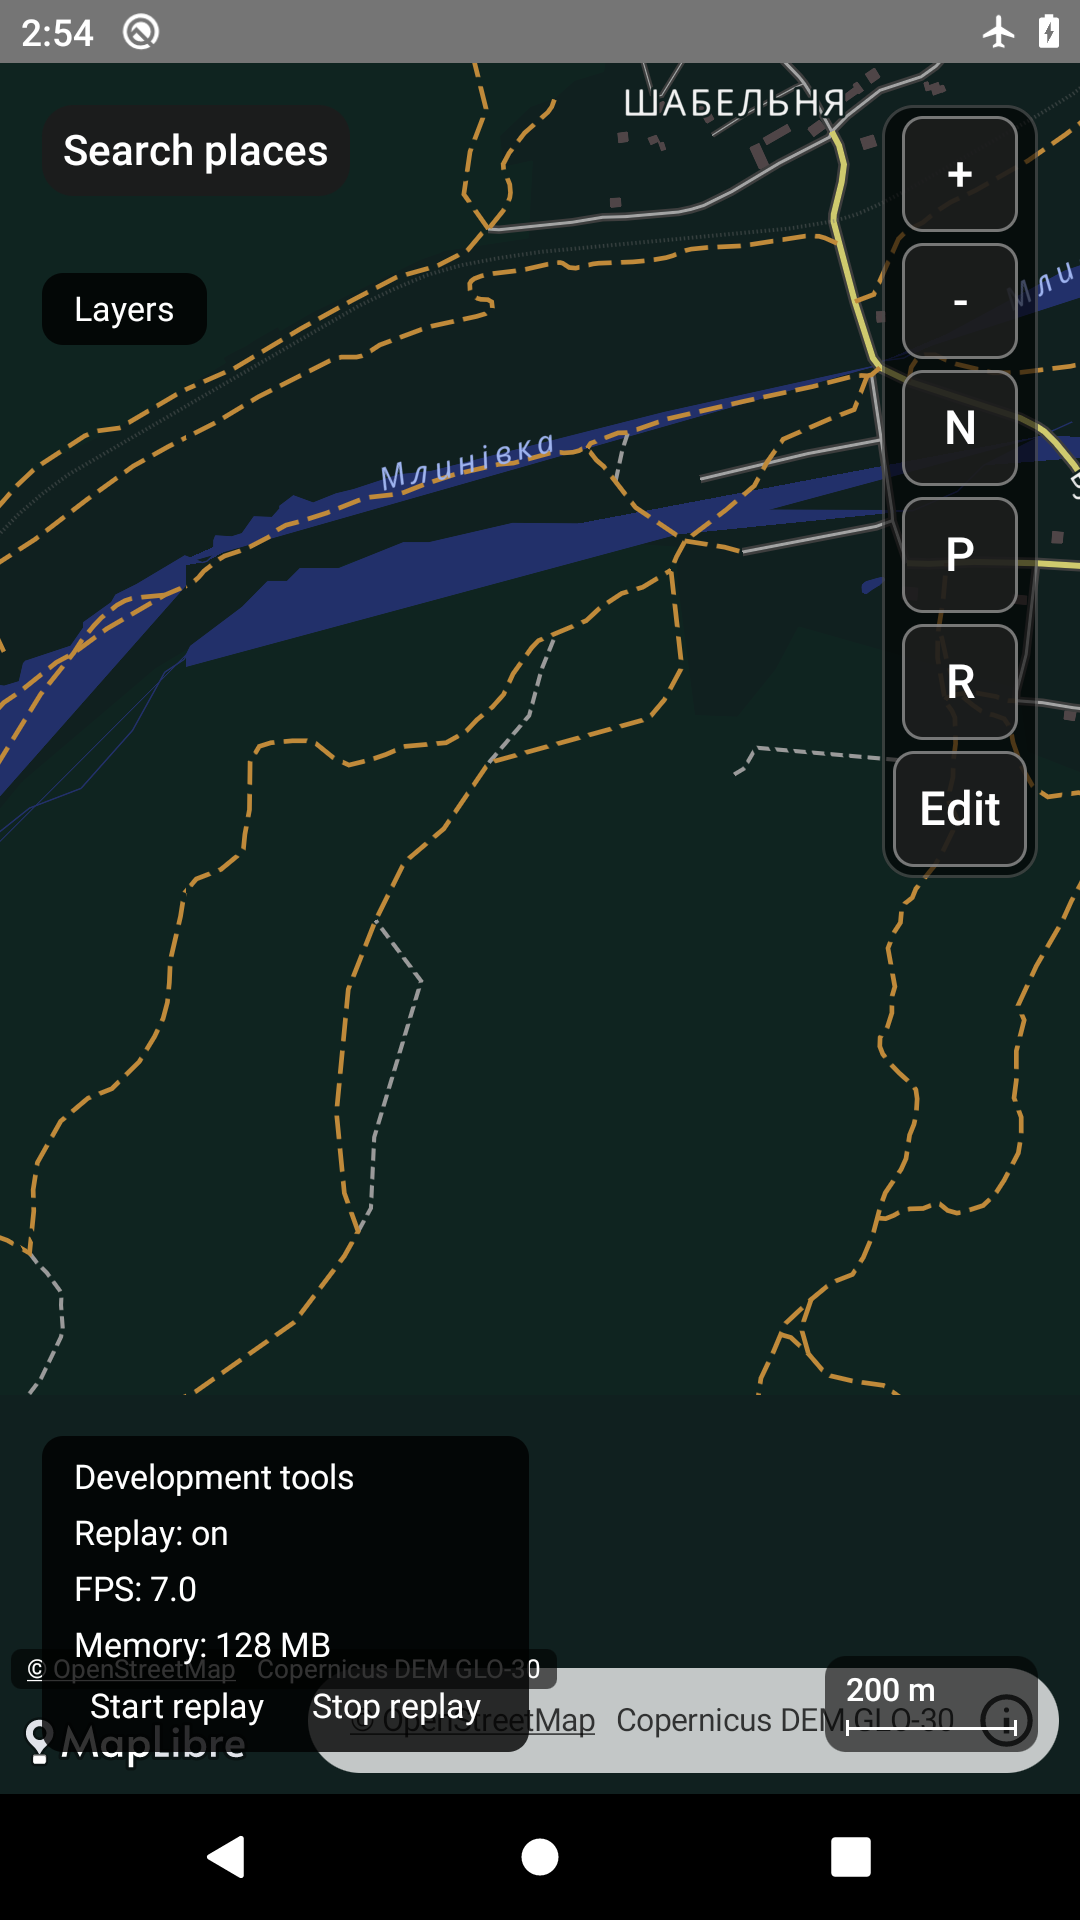 2:54
ШАБЕЛЬНЯ
Search places
+
-
Layers
Мли
Млинівка
N
P
R
Edit
Development tools
Replay: on
FPS: 7.0
Memory: 128 MB
© OpenStreetMap Copernicus DEM GLO-30
Start replay Stop replay
© OpenStreetMap Copernicus DEM GLO-30
200 m
MapLibre